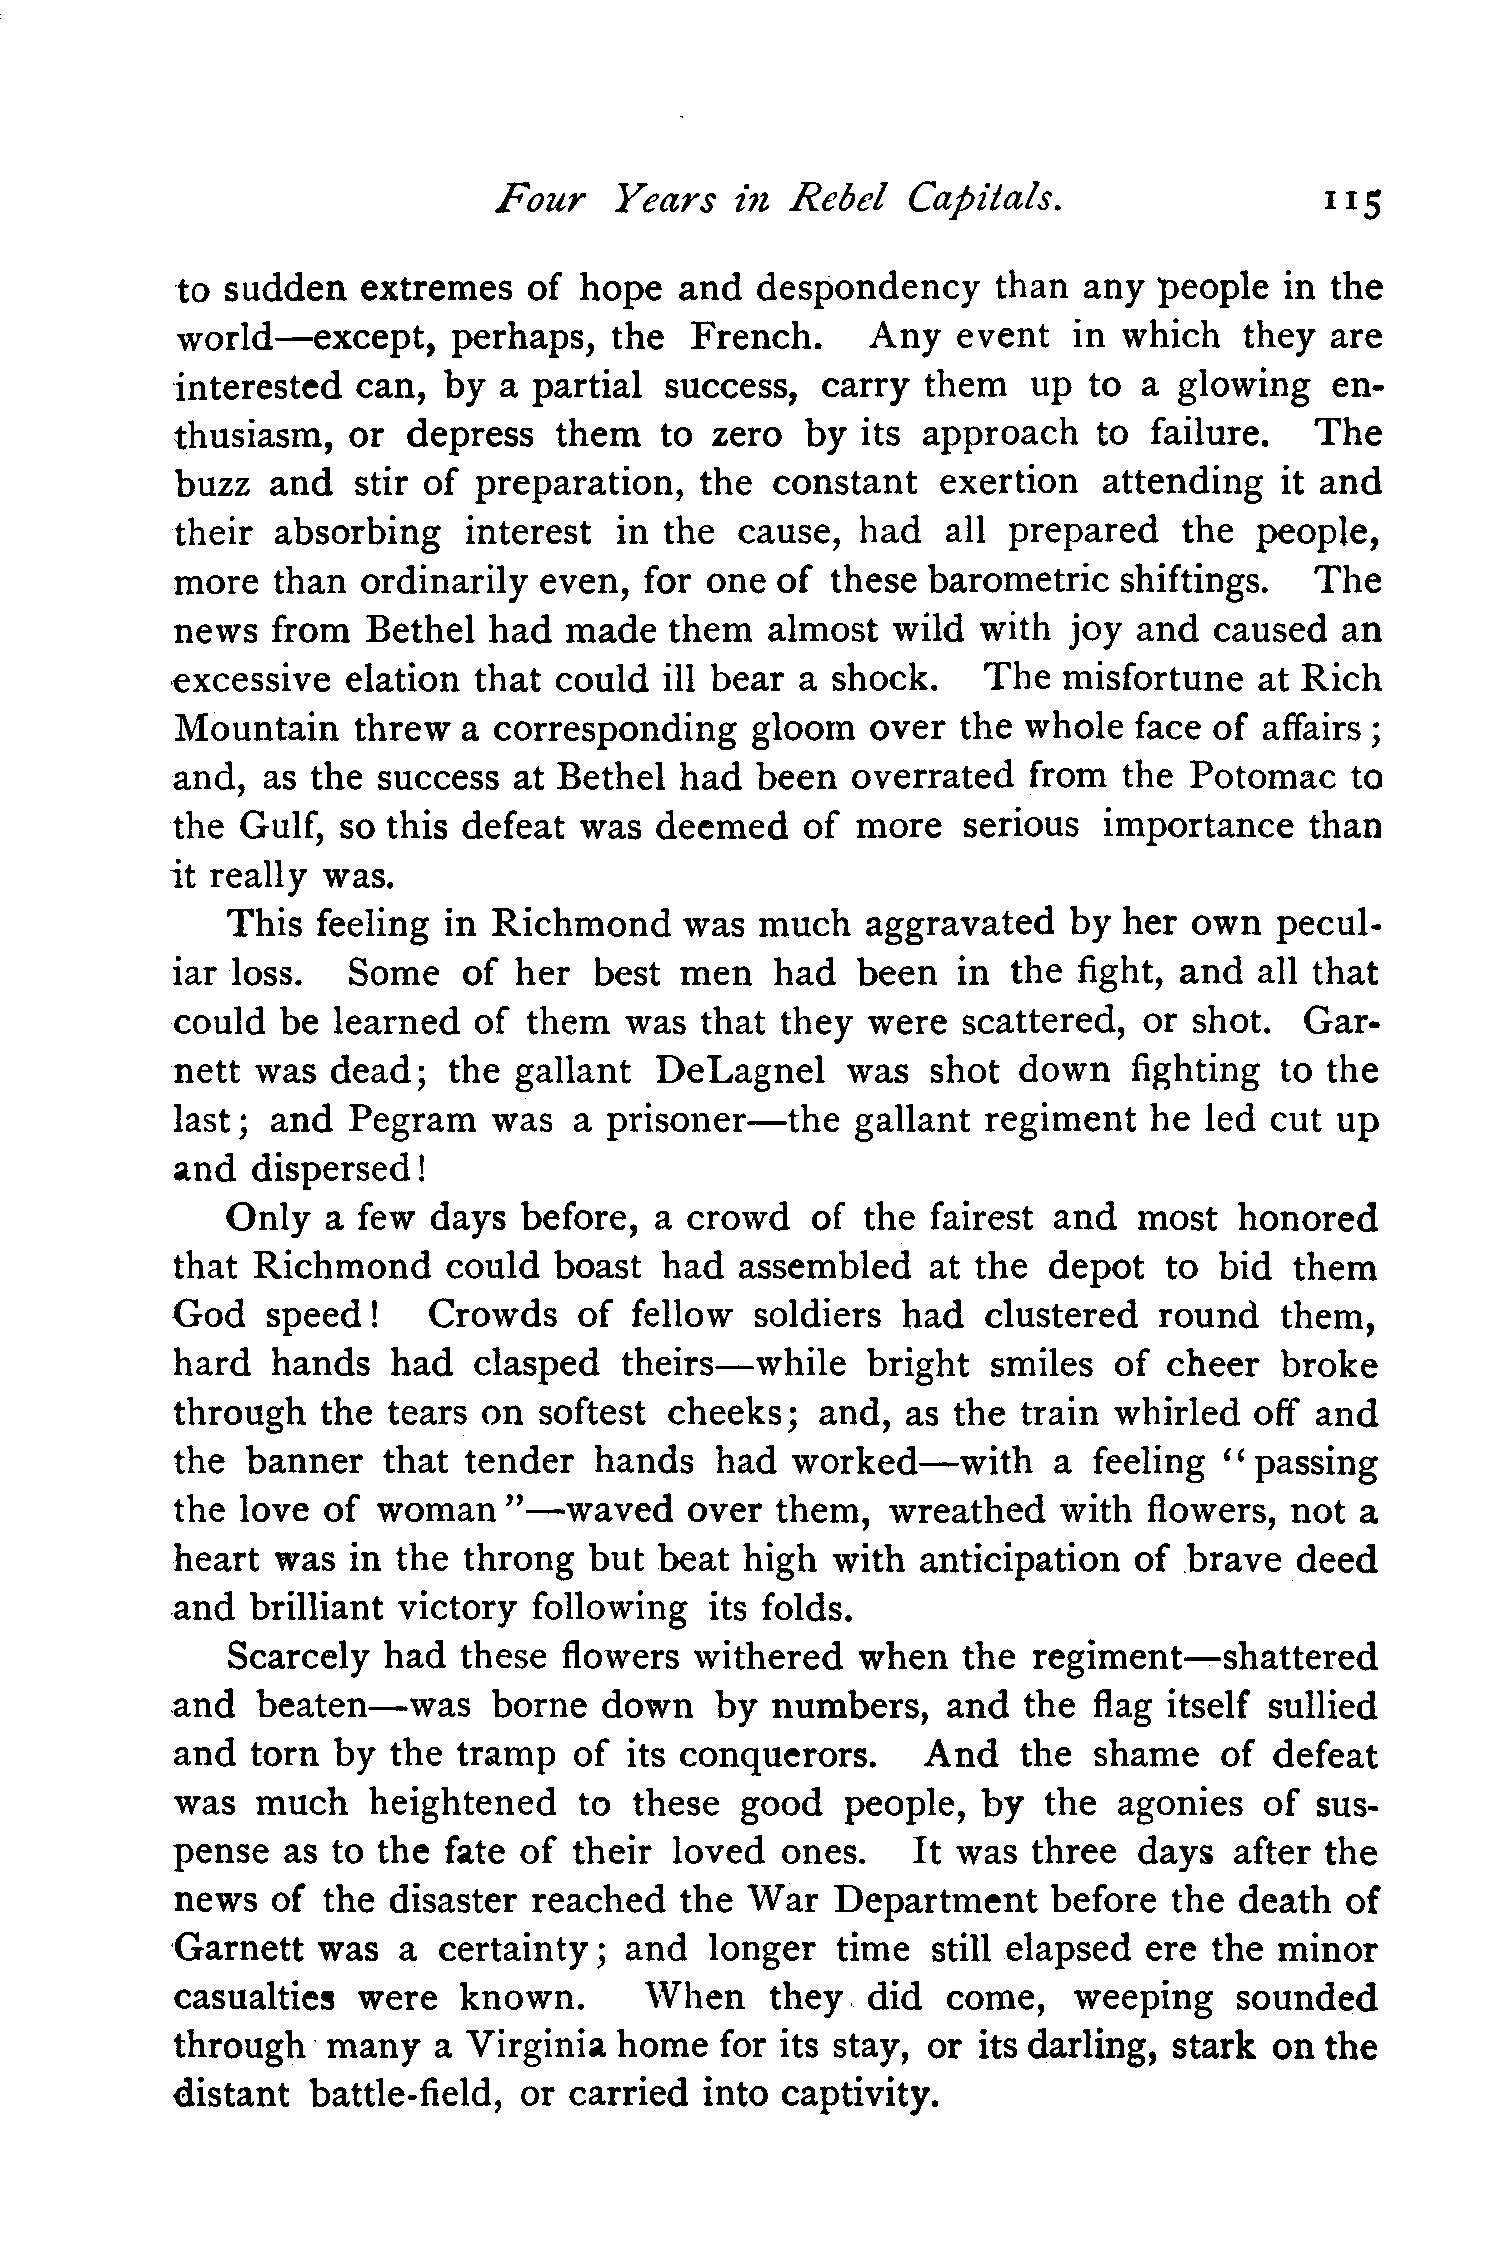 Four Years in Rebel Capitals. 115
to sudden extremes of hope and despondency than any people in the
world—except, perhaps, the French. Any event in which they are
interested can, by a partial success, carry them up to a glowing en-
thusiasm, or depress them to zero by its approach to failure. The
buzz and stir of preparation, the constant exertion attending it and
their absorbing interest in the cause, had all prepared the people,
more than ordinarily even, for one of these barometric shiftings. The
news from Bethel had made them almost wild with joy and caused an
excessive elation that could ill bear a shock. The misfortune at Rich
Mountain threw a corresponding gloom over the whole face of affairs;
and, as the success at Bethel had been overrated from the Potomac to
the Gulf, so this defeat was deemed of more serious importance than
it really was.
This feeling in Richmond was much aggravated by her own pecul-
iar loss. Some of her best men had been in the fight, and all that
could be learned of them was that they were scattered, or shot. Gar-
nett was dead; the gallant DeLagnel was shot down fighting to the
last; and Pegram was a prisoner—the gallant regiment he led cut up
and dispersed!
Only a few days before, a crowd of the fairest and most honored
that Richmond could boast had assembled at the depot to bid them
God speed! Crowds of fellow soldiers had clustered round them,
hard hands had clasped theirs—while bright smiles of cheer broke
through the tears on softest cheeks; and, as the train whirled off and
the banner that tender hands had worked—with a feeling "passing
the love of woman"—waved over them, wreathed with flowers, not a
heart was in the throng but beat high with anticipation of brave deed
and brilliant victory following its folds.
Scarcely had these flowers withered when the regiment—shattered
and beaten—was borne down by numbers, and the flag itself sullied
and torn by the tramp of its conquerors. And the shame of defeat
was much heightened to these good people, by the agonies of sus-
pense as to the fate of their loved ones. It was three days after the
news of the disaster reached the War Department before the death of
Garnett was a certainty; and longer time still elapsed ere the minor
casualties were known. When they did come, weeping sounded
through many a Virginia home for its stay, or its darling, stark on the
distant battle-field, or carried into captivity.